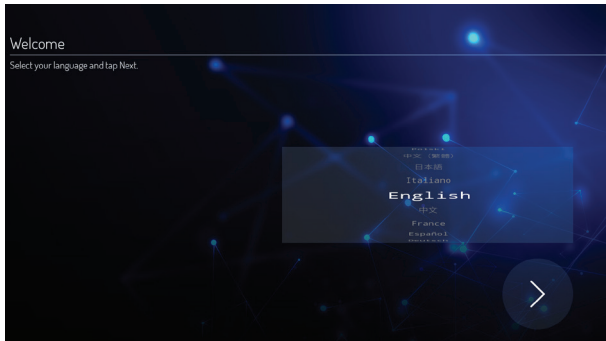 Welcome
Select your language and tap Next.
中文 (繁體)
日本語
Italiano
English
中文
France
Español
Deutsch